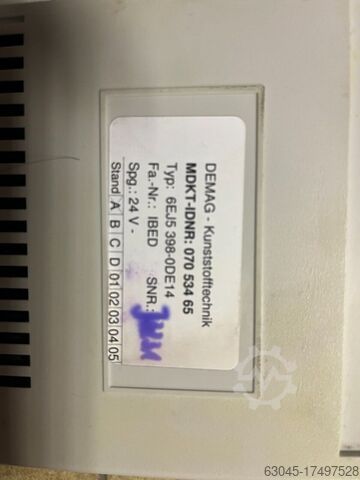 DEMAG - Kunststofftechnik
MDKT-IDNR: 070 534 65
Typ: 6EJ5 398-0DE14
Fa.-Nr.: IBED SNR.:
Spg.: 24 V -
Stand A B C D 01 02 03 04 05
63045-17497528